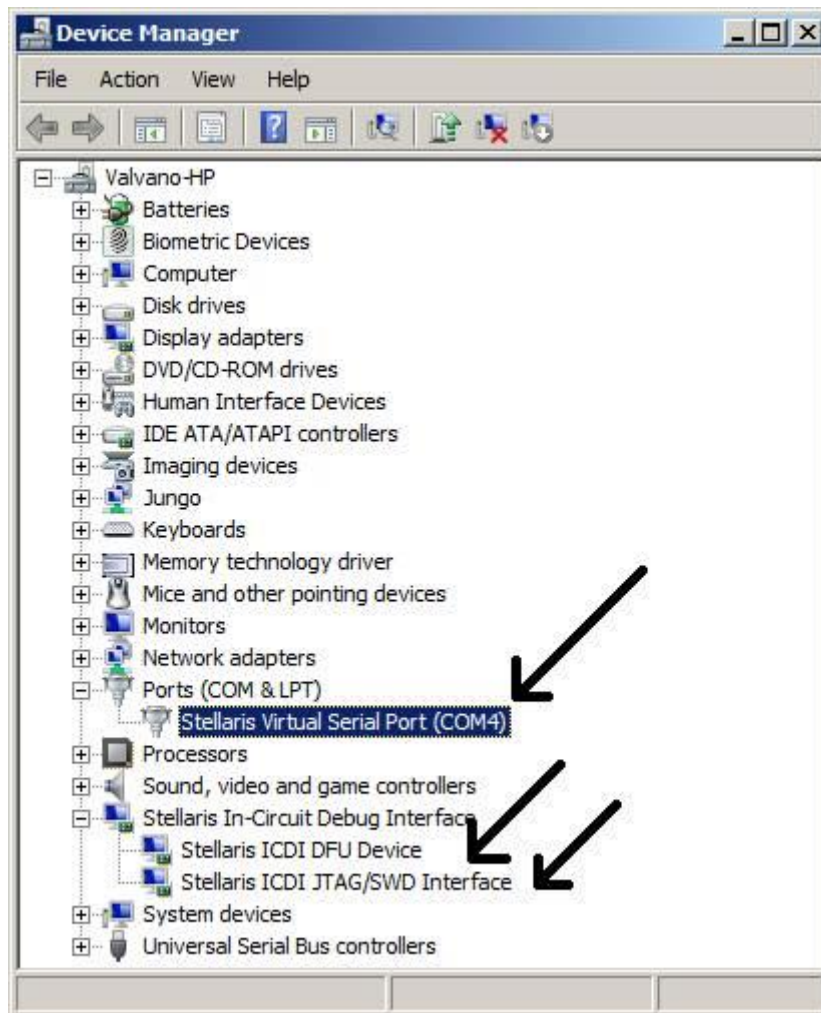 Device Manager
File Action View Help
Valvano-HP
Batteries
Biometric Devices
Computer
Disk drives
Display adapters
DVD/CD-ROM drives
Human Interface Devices
IDE ATA/ATAPI controllers
Imaging devices
Jungo
Keyboards
Memory technology driver
Mice and other pointing devices
Monitors
Network adapters
Ports (COM & LPT)
Stellaris Virtual Serial Port (COM4)
Processors
Sound, video and game controllers
Stellaris In-Circuit Debug Interface
Stellaris ICDI DFU Device
Stellaris ICDI JTAG/SWD Interface
System devices
Universal Serial Bus controllers